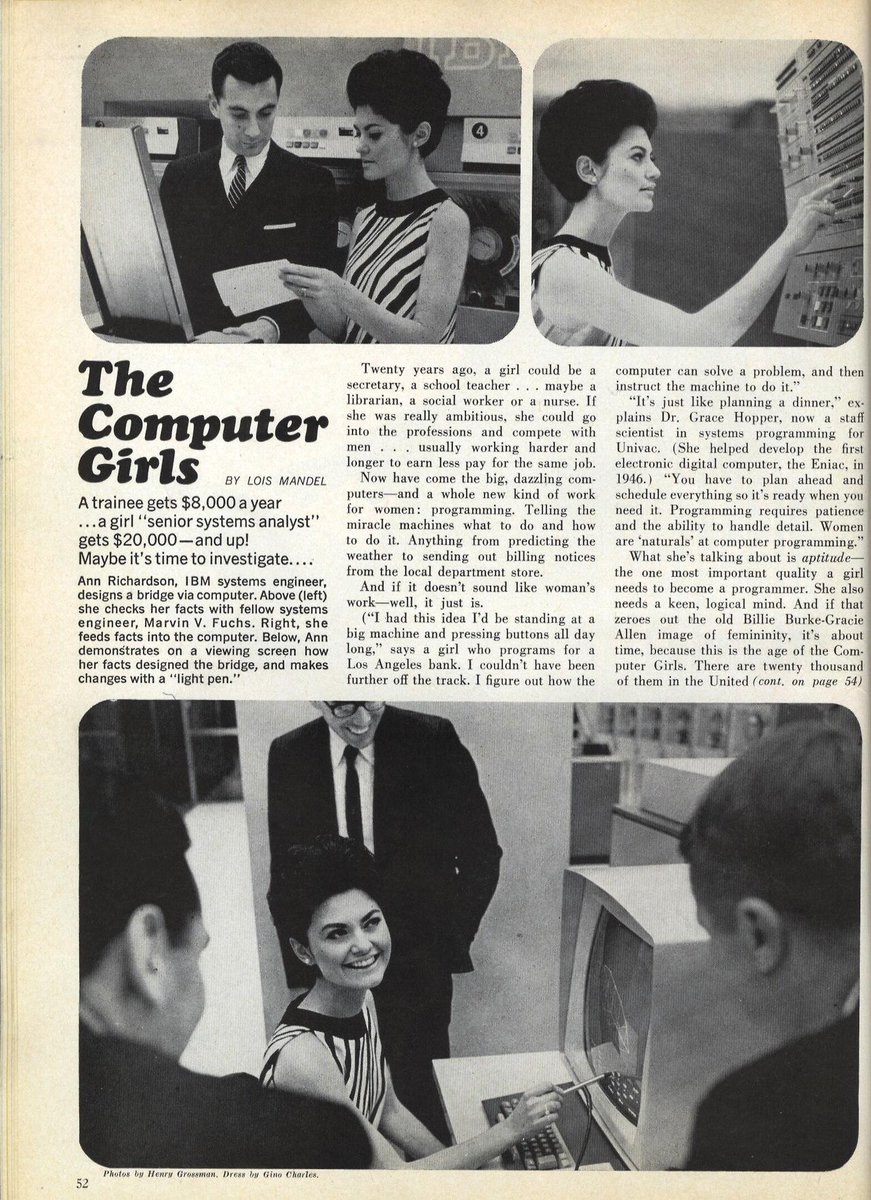 4
The
Computer
Girls
BY LOIS MANDEL
A trainee gets $8,000 a year
...a girl "senior systems analyst"
gets $20,000—and up!
Maybe it's time to investigate....
Ann Richardson, IBM systems engineer,
designs a bridge via computer. Above (left)
she checks her facts with fellow systems
engineer, Marvin V. Fuchs. Right, she
feeds facts into the computer. Below, Ann
demonstrates on a viewing screen how
her facts designed the bridge, and makes
changes with a "light pen."
Twenty years ago, a girl could be a
secretary, a school teacher . . . maybe a
librarian, a social worker or a nurse. If
she was really ambitious, she could go
into the professions and compete with
men . . . usually working harder and
longer to earn less pay for the same job.
Now have come the big, dazzling com-
puters—and a whole new kind of work
for women: programming. Telling the
miracle machines what to do and how
to do it. Anything from predicting the
weather to sending out billing notices
from the local department store.
And if it doesn't sound like woman's
work—well, it just is.
("I had this idea I'd be standing at a
big machine and pressing buttons all day
long," says a girl who programs for a
Los Angeles bank. I couldn't have been
further off the track. I figure out how the
computer can solve a problem, and then
instruct the machine to do it."
"It's just like planning a dinner," ex-
plains Dr. Grace Hopper, now a staff
scientist in systems programming for
Univac. (She helped develop the first
electronic digital computer, the Eniac, in
1946.) "You have to plan ahead and
schedule everything so it's ready when you
need it. Programming requires patience
and the ability to handle detail. Women
are 'naturals' at computer programming."
What she's talking about is aptitude—
the one most important quality a girl
needs to become a programmer. She also
needs a keen, logical mind. And if that
zeroes out the old Billie Burke-Gracie
Allen image of femininity, it's about
time, because this is the age of the Com-
puter Girls. There are twenty thousand
of them in the United (cont. on page 54)
Photos by Henry Grossman. Dress by Gino Charles.
52